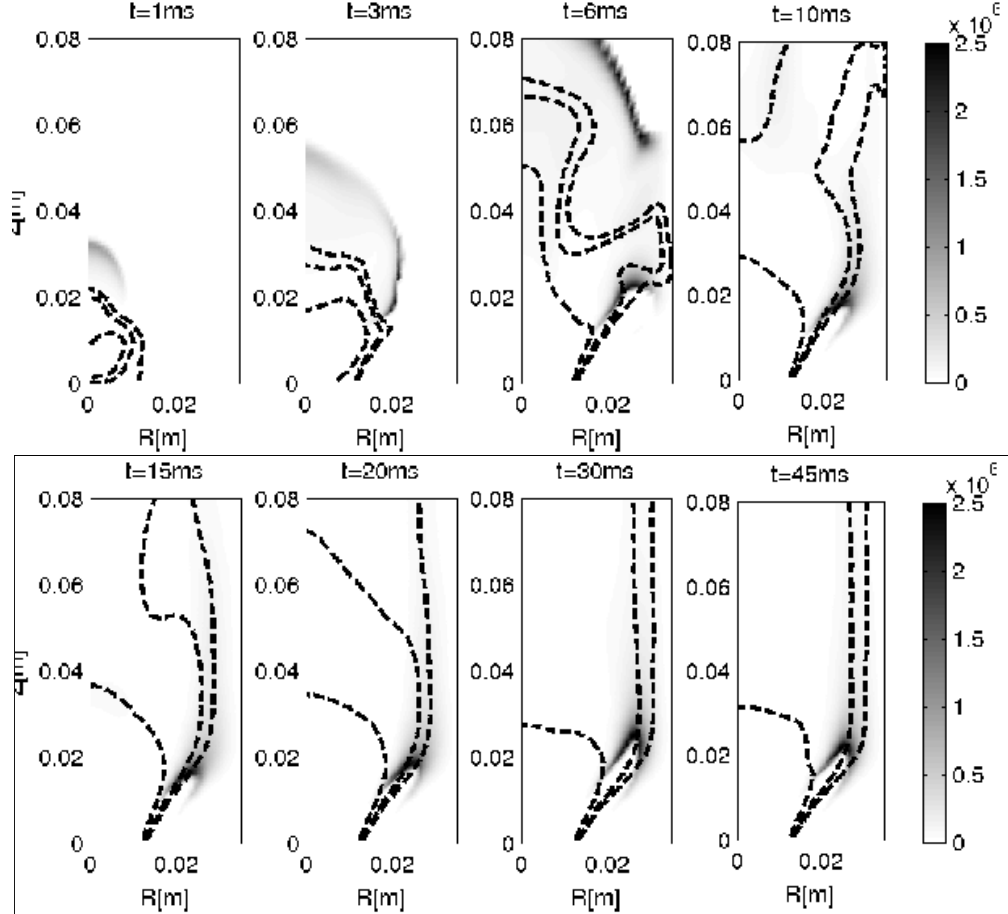 t=1ms t=3ms t=6ms t=10ms
x 10⁶
0.08 0.08 0.08 0.08 2.5
0.06 0.06 0.06 0.06 2
1.5
0.04 0.04 0.04 0.04
1
0.02 0.02 0.02 0.02 0.5
0 0 0 0 0
0 0.02 0 0.02 0 0.02 0 0.02
R[m] R[m] R[m] R[m]
t=15ms t=20ms t=30ms t=45ms
x 10⁶
0.08 0.08 0.08 0.08 2.5
0.06 0.06 0.06 0.06 2
1.5
0.04 0.04 0.04 0.04
1
0.02 0.02 0.02 0.02 0.5
0 0 0 0 0
0 0.02 0 0.02 0 0.02 0 0.02
R[m] R[m] R[m] R[m]